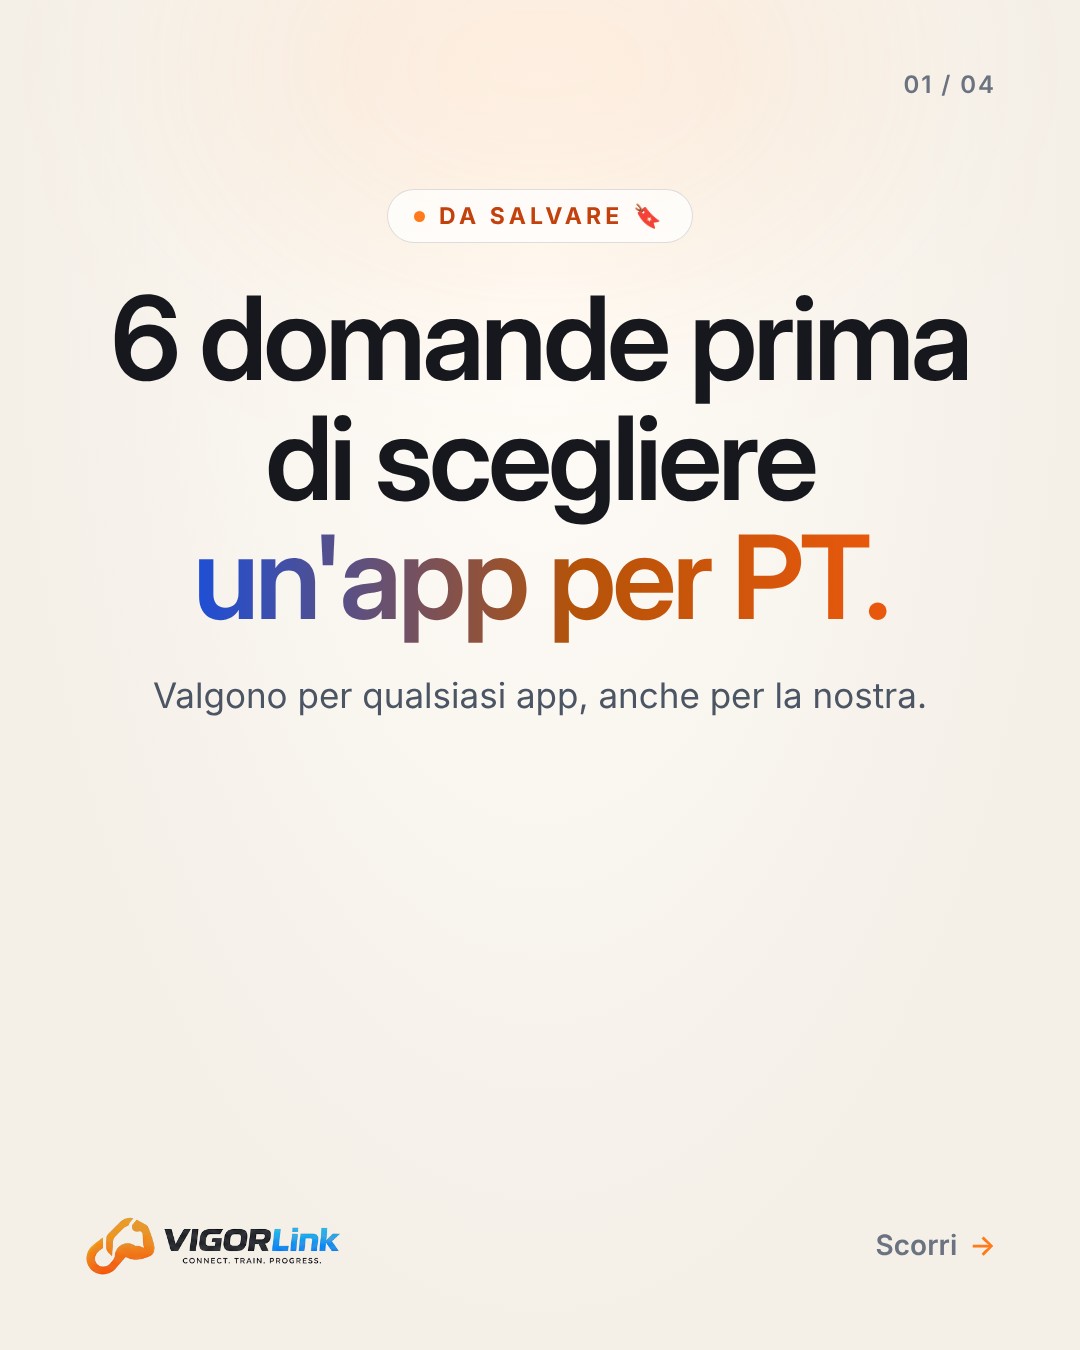 01 / 04
DA SALVARE 🔖
6 domande prima
di scegliere
un'app per PT.
Valgono per qualsiasi app, anche per la nostra.
VIGORLink
CONNECT. TRAIN. PROGRESS.
Scorri →